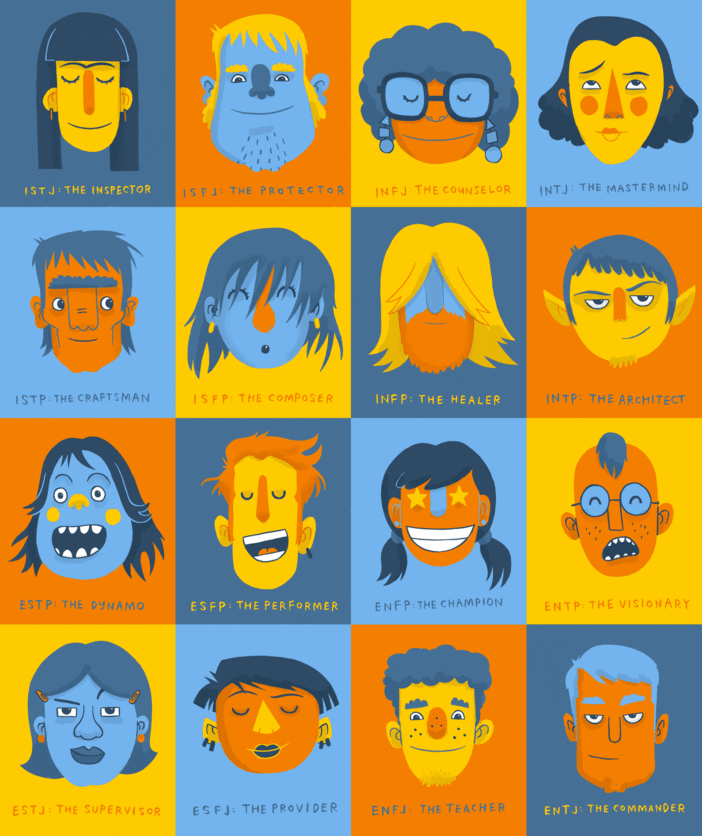 ISTJ: THE INSPECTOR
ISFJ: THE PROTECTOR
INFJ: THE COUNSELOR
INTJ: THE MASTERMIND
ISTP: THE CRAFTSMAN
ISFP: THE COMPOSER
INFP: THE HEALER
INTP: THE ARCHITECT
ESTP: THE DYNAMO
ESFP: THE PERFORMER
ENFP: THE CHAMPION
ENTP: THE VISIONARY
ESTJ: THE SUPERVISOR
ESFJ: THE PROVIDER
ENFJ: THE TEACHER
ENTJ: THE COMMANDER